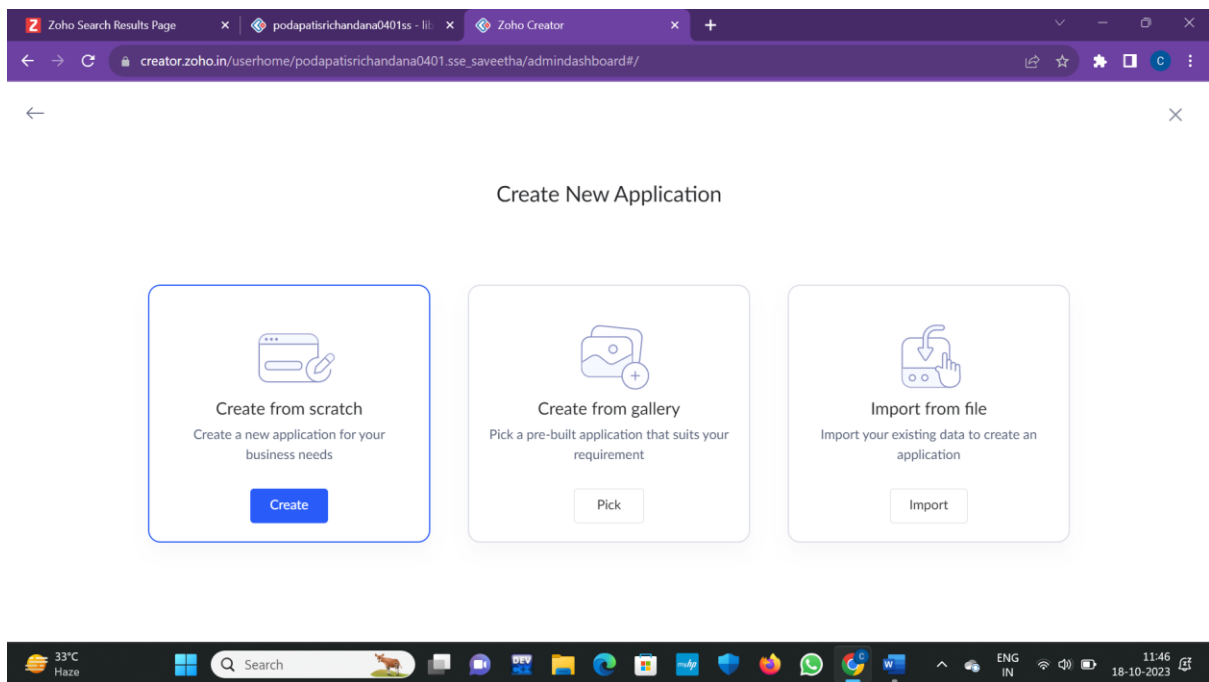 Z Zoho Search Results Page
podapatisrichandana0401ss - lib
Zoho Creator
creator.zoho.in/userhome/podapatisrichandana0401.sse_saveetha/admindashboard#/
C
Create New Application
Create from scratch
Create a new application for your
business needs
Create
Create from gallery
Pick a pre-built application that suits your
requirement
Pick
Import from file
Import your existing data to create an
application
Import
33°C
Haze
Search
DEV
myhp
C
W
ENG
IN
11:46
18-10-2023